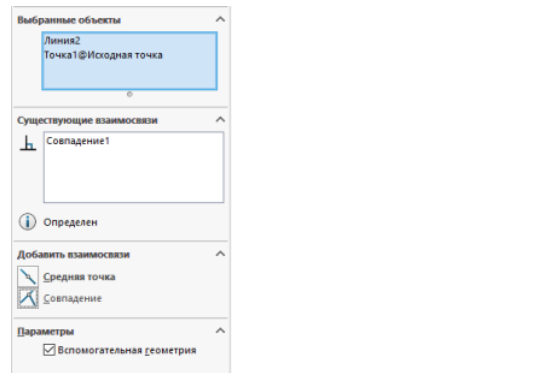 Выбранные объекты
Линия2
Точка1@Исходная точка
Существующие взаимосвязи
Совпадение1
Определен
Добавить взаимосвязи
Средняя точка
Совпадение
Параметры
Вспомогательная геометрия